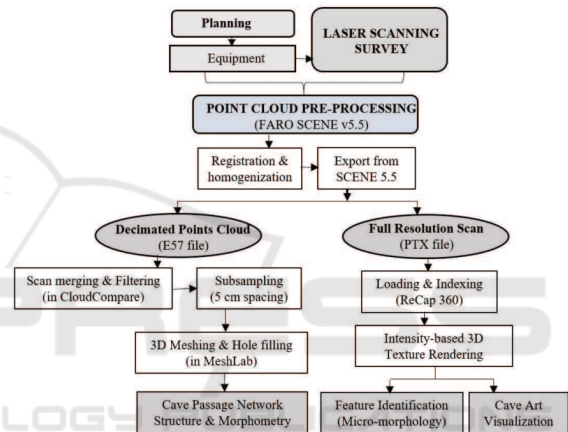 Planning
Equipment
LASER SCANNING
SURVEY
POINT CLOUD PRE-PROCESSING
(FARO SCENE v5.5)
Registration &
homogenization
Export from
SCENE 5.5
Decimated Points Cloud
(E57 file)
Full Resolution Scan
(PTX file)
Scan merging & Filtering
(in CloudCompare)
Subsampling
(5 cm spacing)
Loading & Indexing
(ReCap 360)
3D Meshing & Hole filling
(in MeshLab)
Intensity-based 3D
Texture Rendering
Cave Passage Network
Structure & Morphometry
Feature Identification
(Micro-morphology)
Cave Art
Visualization